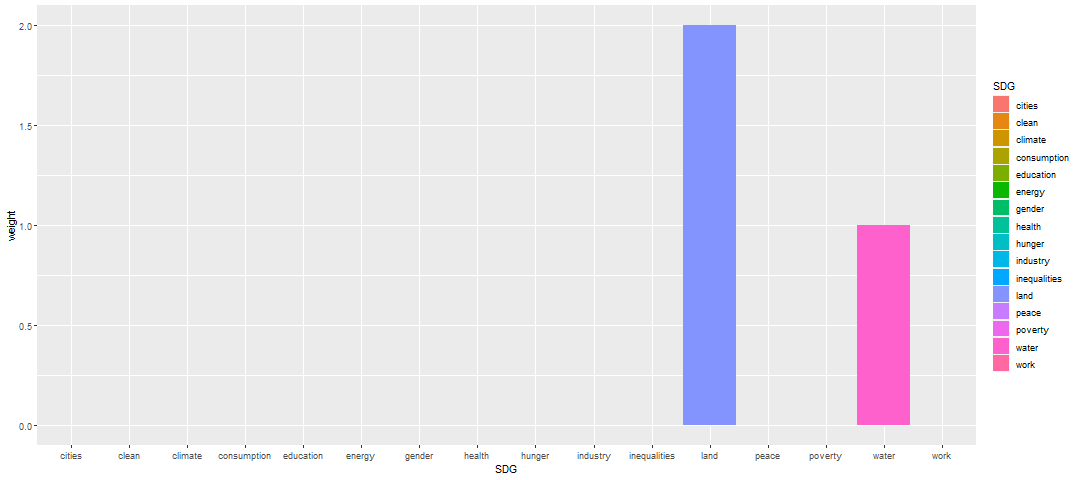 2.0
1.5
1.0
0.5
0.0
weight
cities clean climate consumption education energy gender health hunger industry inequalities land peace poverty water work
SDG
SDG
cities
clean
climate
consumption
education
energy
gender
health
hunger
industry
inequalities
land
peace
poverty
water
work